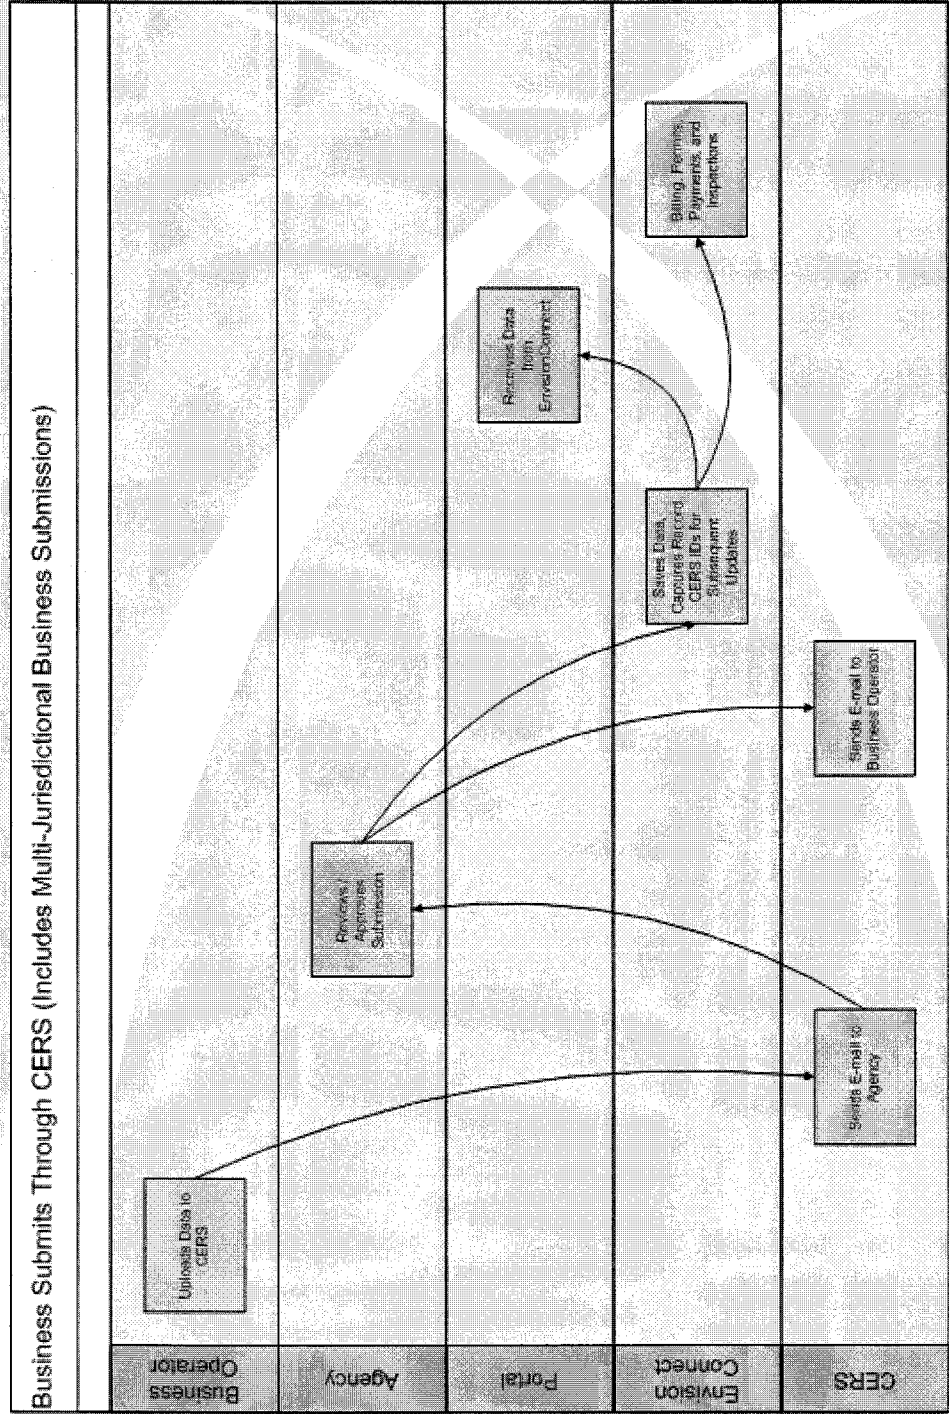 Business Submits Through CERS (Includes Multi-Jurisdictional Business Submissions)
Business
Operator
Uploads Data to
CERS
Agency
Reviews /
Approves
Submission
Portal
Receives Data
from
EnvisionConnect
Envision
Connect
Saves Data,
Captures Record
CERS IDs for
Subsequent
Updates
Billing, Permits,
Payments, and
Inspections
CERS
Sends E-mail to
Agency
Sends E-mail to
Business Operator